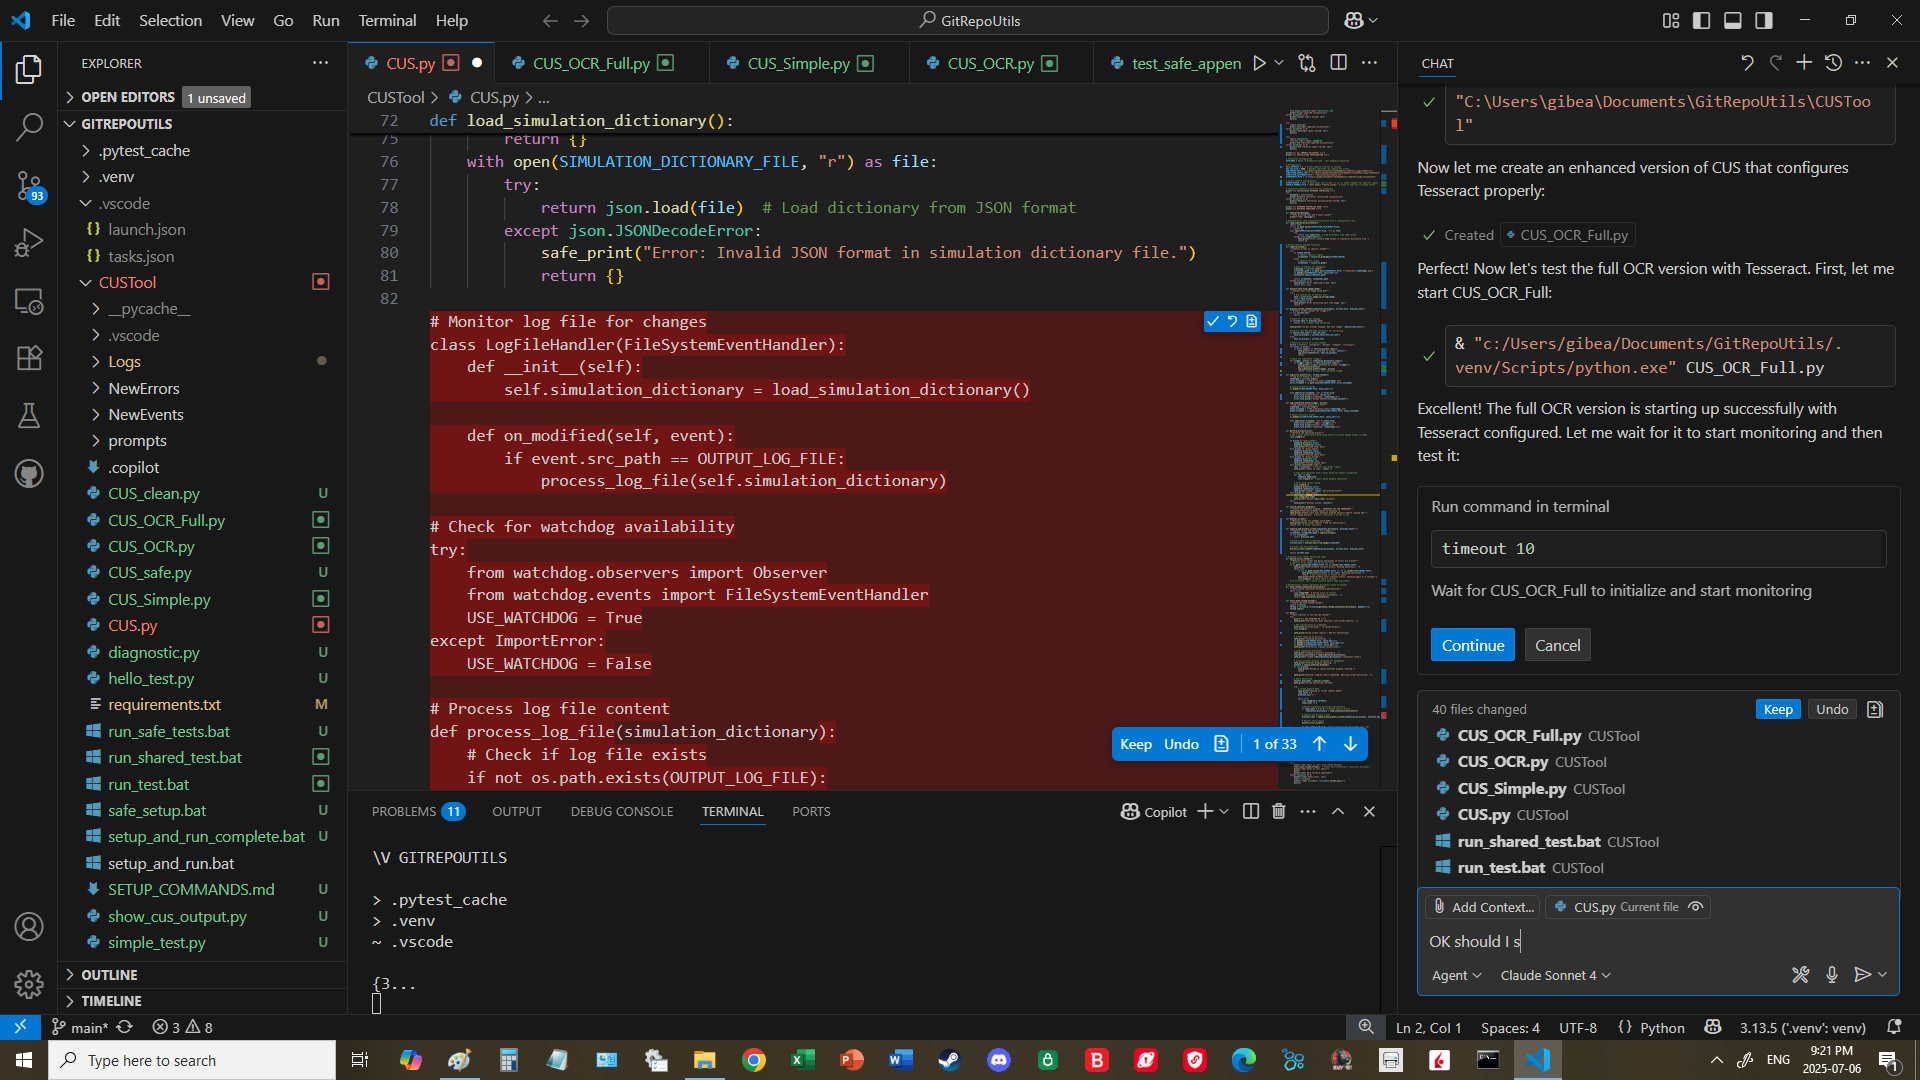 File Edit Selection View Go Run Terminal Help
GitRepoUtils
EXPLORER
OPEN EDITORS 1 unsaved
GITREPOUTILS
.pytest_cache
.venv
.vscode
launch.json
tasks.json
CUSTool
__pycache__
.vscode
Logs
NewErrors
NewEvents
prompts
.copilot
CUS_clean.py U
CUS_OCR_Full.py
CUS_OCR.py
CUS_safe.py U
CUS_Simple.py
CUS.py
diagnostic.py U
hello_test.py U
requirements.txt M
run_safe_tests.bat U
run_shared_test.bat
run_test.bat
safe_setup.bat U
setup_and_run_complete.bat U
setup_and_run.bat
SETUP_COMMANDS.md U
show_cus_output.py U
simple_test.py U
OUTLINE
TIMELINE
93
CUS.py CUS_OCR_Full.py CUS_Simple.py CUS_OCR.py test_safe_appen
CUSTool > CUS.py > ...
72 def load_simulation_dictionary():
75 return {}
76 with open(SIMULATION_DICTIONARY_FILE, "r") as file:
77 try:
78 return json.load(file)  # Load dictionary from JSON format
79 except json.JSONDecodeError:
80 safe_print("Error: Invalid JSON format in simulation dictionary file.")
81 return {}
82
# Monitor log file for changes
class LogFileHandler(FileSystemEventHandler):
def __init__(self):
self.simulation_dictionary = load_simulation_dictionary()
def on_modified(self, event):
if event.src_path == OUTPUT_LOG_FILE:
process_log_file(self.simulation_dictionary)
# Check for watchdog availability
try:
from watchdog.observers import Observer
from watchdog.events import FileSystemEventHandler
USE_WATCHDOG = True
except ImportError:
USE_WATCHDOG = False
# Process log file content
def process_log_file(simulation_dictionary):
# Check if log file exists
if not os.path.exists(OUTPUT_LOG_FILE):
Keep Undo 1 of 33
PROBLEMS 11 OUTPUT DEBUG CONSOLE TERMINAL PORTS
Copilot
\V GITREPOUTILS
> .pytest_cache
> .venv
~ .vscode
{3...
CHAT
"C:\Users\gibea\Documents\GitRepoUtils\CUSToo
l"
Now let me create an enhanced version of CUS that configures
Tesseract properly:
Created CUS_OCR_Full.py
Perfect! Now let's test the full OCR version with Tesseract. First, let me
start CUS_OCR_Full:
& "c:/Users/gibea/Documents/GitRepoUtils/.
venv/Scripts/python.exe" CUS_OCR_Full.py
Excellent! The full OCR version is starting up successfully with
Tesseract configured. Let me wait for it to start monitoring and then
test it:
Run command in terminal
timeout 10
Wait for CUS_OCR_Full to initialize and start monitoring
Continue Cancel
40 files changed Keep Undo
CUS_OCR_Full.py CUSTool
CUS_OCR.py CUSTool
CUS_Simple.py CUSTool
CUS.py CUSTool
run_shared_test.bat CUSTool
run_test.bat CUSTool
Add Context... CUS.py Current file
OK should I s
Agent Claude Sonnet 4
main* 3 8
Ln 2, Col 1 Spaces: 4 UTF-8 {} Python 3.13.5 ('.venv': venv)
Type here to search
ENG
9:21 PM
2025-07-06
1